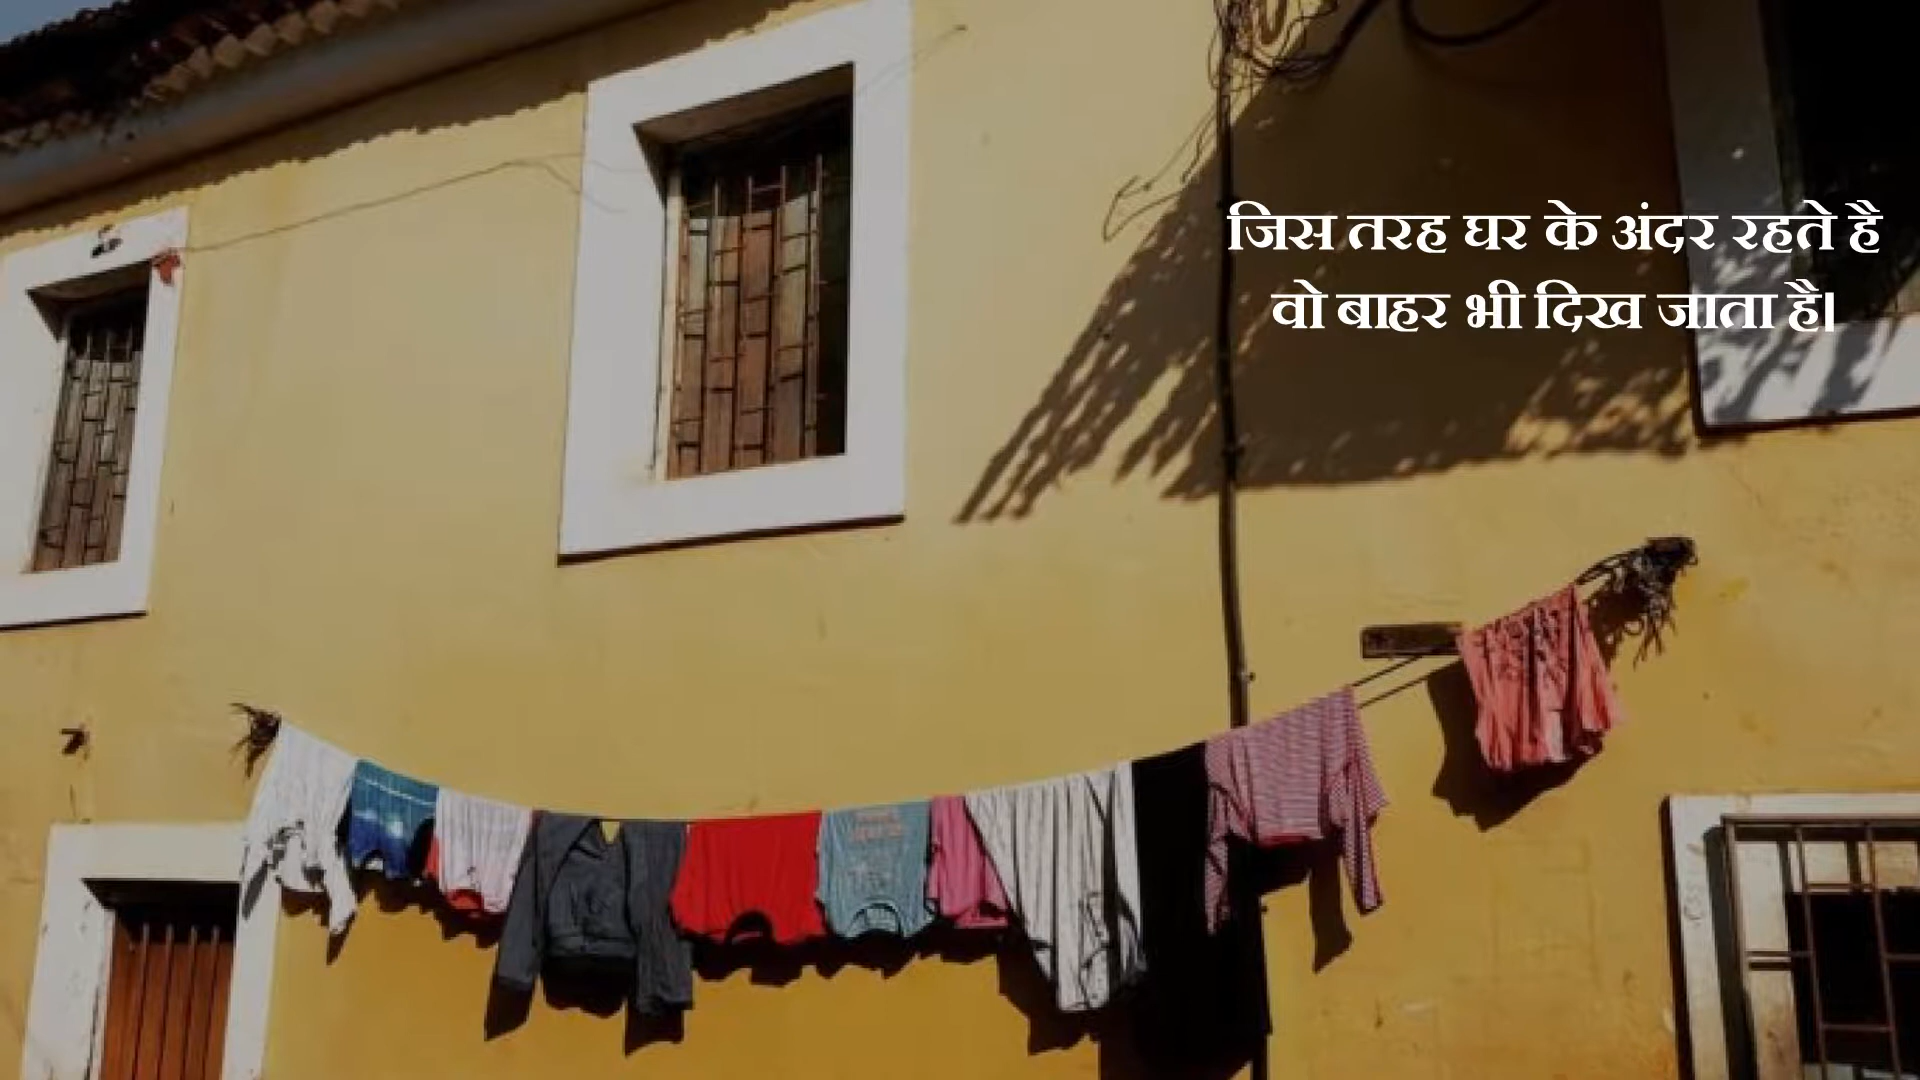 जिस तरह घर के अंदर रहते है
वो बाहर भी दिख जाता है।